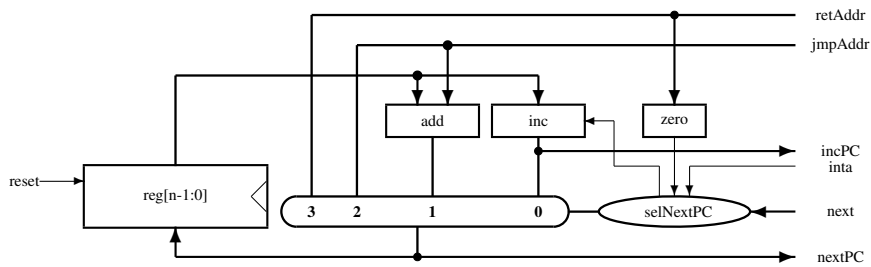 retAddr
jmpAddr
add
inc
zero
incPC
inta
reset
reg[n-1:0]
3 2 1 0
selNextPC
next
nextPC